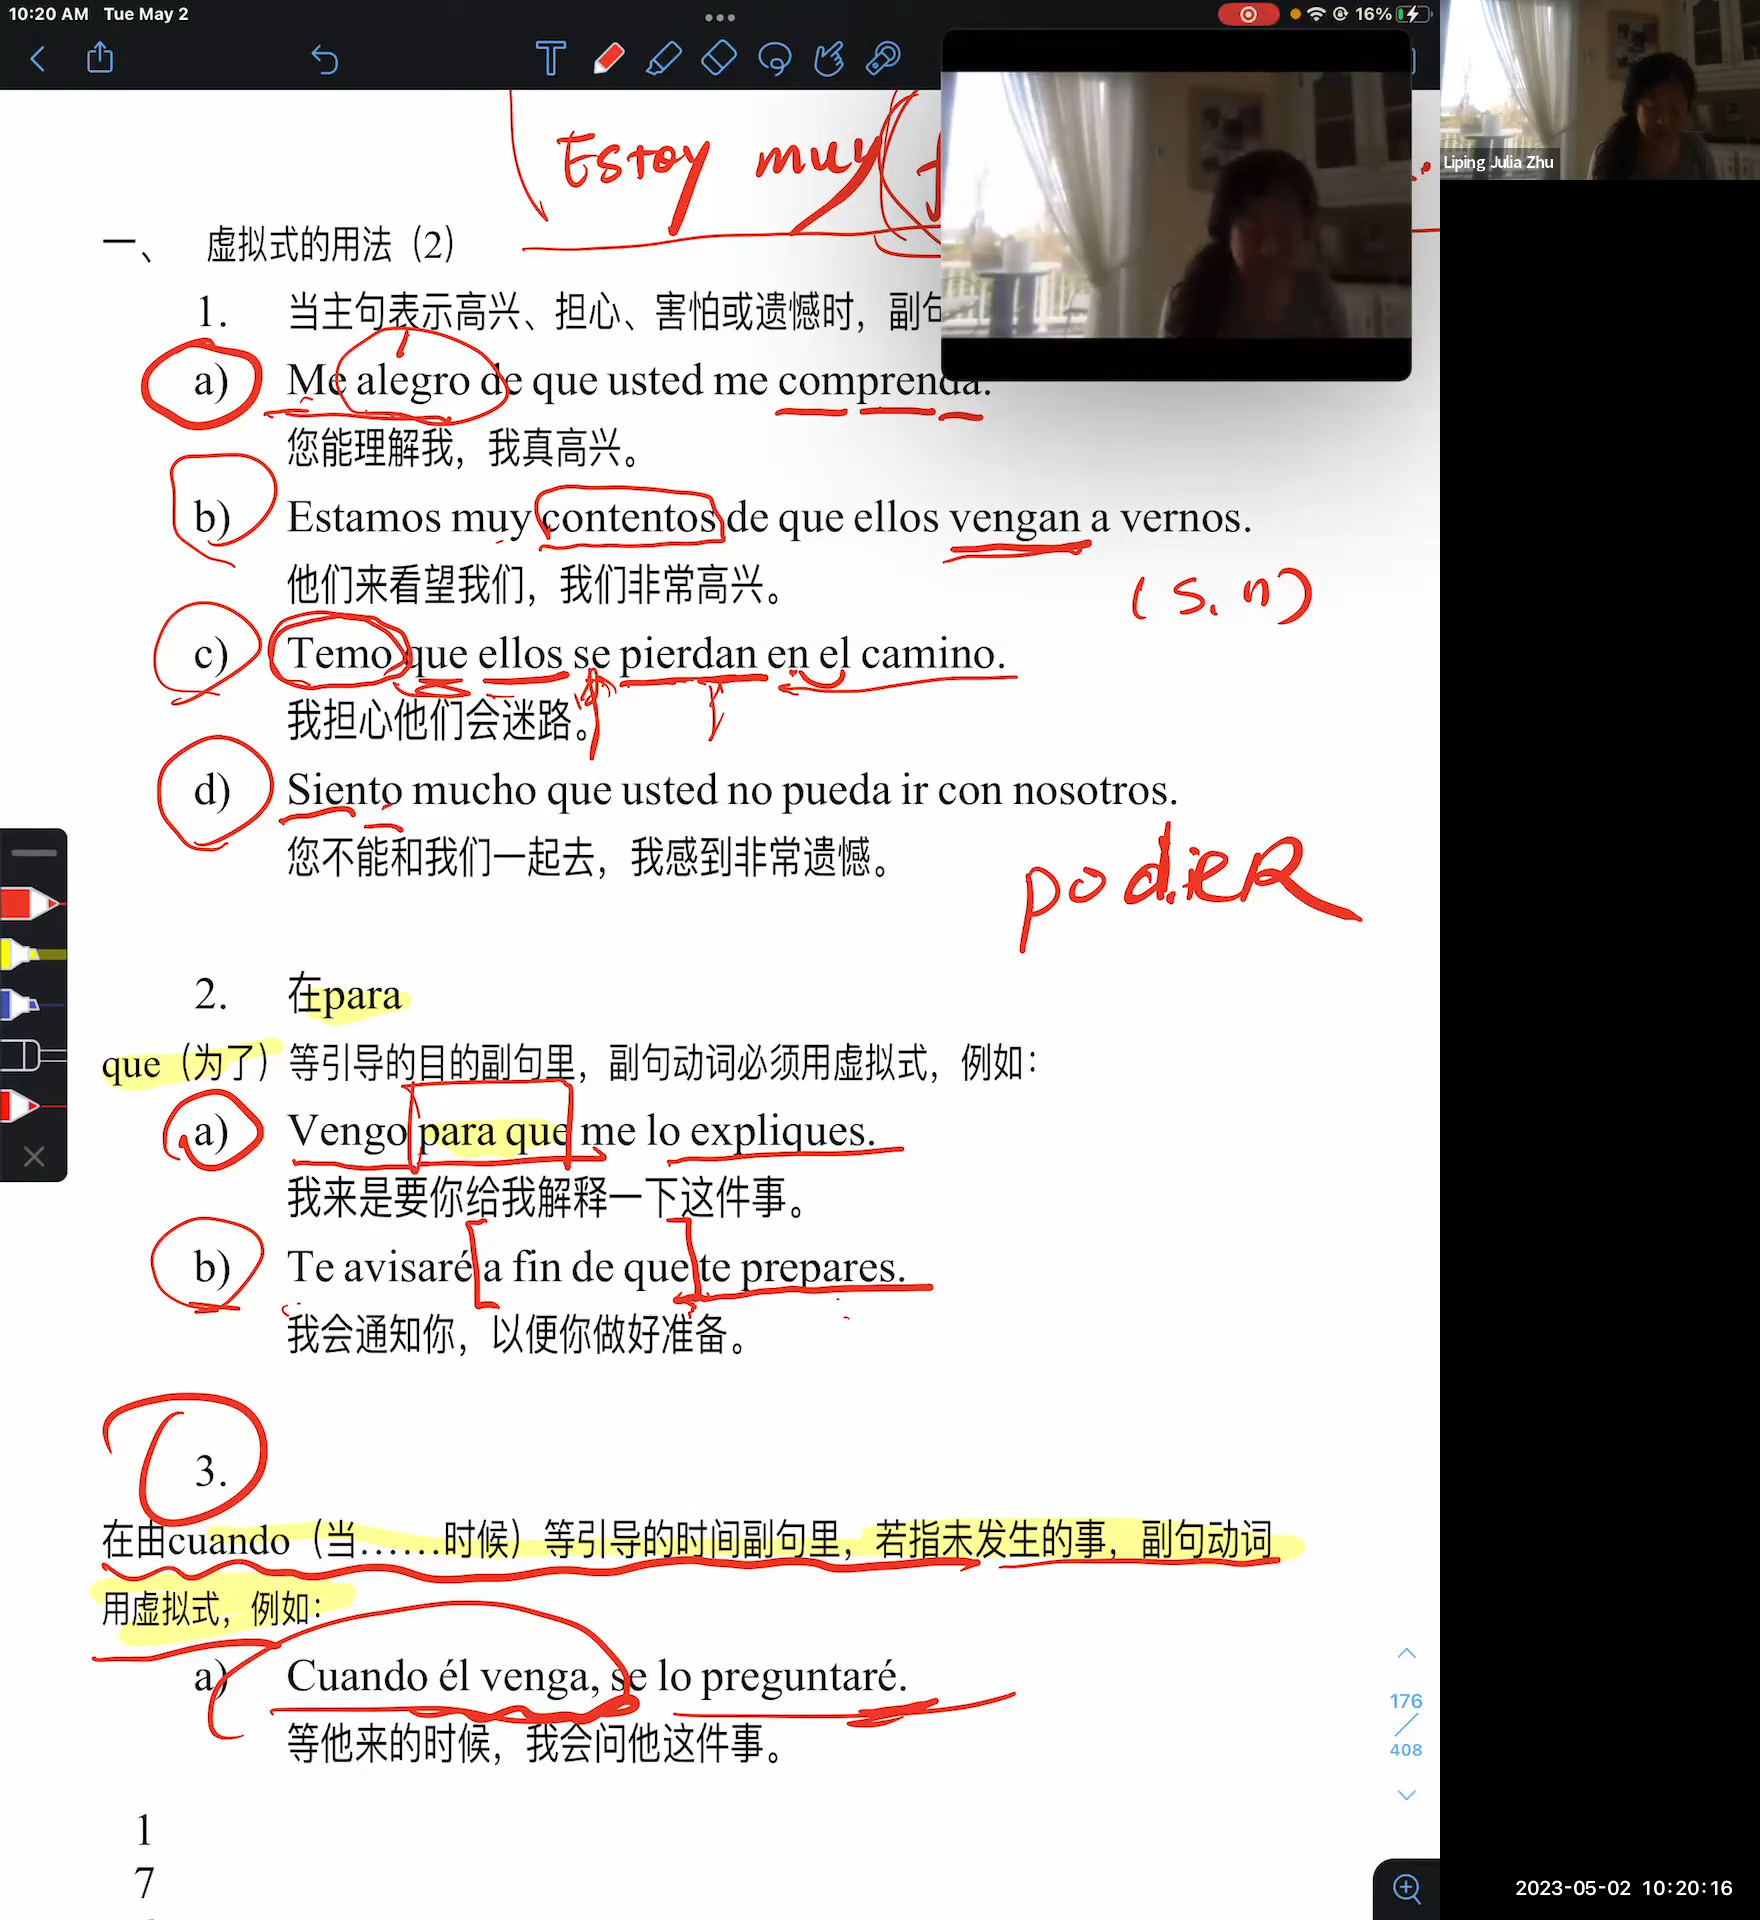 10:20 AM Tue May 2
16%
Liping Julia Zhu
Estoy muy
一、 虚拟式的用法（2）
1. 当主句表示高兴、担心、害怕或遗憾时，副句
a) Me alegro de que usted me comprenda.
您能理解我，我真高兴。
b) Estamos muy contentos de que ellos vengan a vernos.
他们来看望我们，我们非常高兴。
(s, n)
c) Temo que ellos se pierdan en el camino.
我担心他们会迷路。
d) Siento mucho que usted no pueda ir con nosotros.
您不能和我们一起去，我感到非常遗憾。
podieR
2. 在para
que（为了）等引导的目的副句里，副句动词必须用虚拟式，例如：
a) Vengo para que me lo expliques.
我来是要你给我解释一下这件事。
b) Te avisaré a fin de que te prepares.
我会通知你，以便你做好准备。
3.
在由cuando（当……时候）等引导的时间副句里，若指未发生的事，副句动词
用虚拟式，例如：
a) Cuando él venga, se lo preguntaré.
等他来的时候，我会问他这件事。
176
408
1
7
2023-05-02 10:20:16